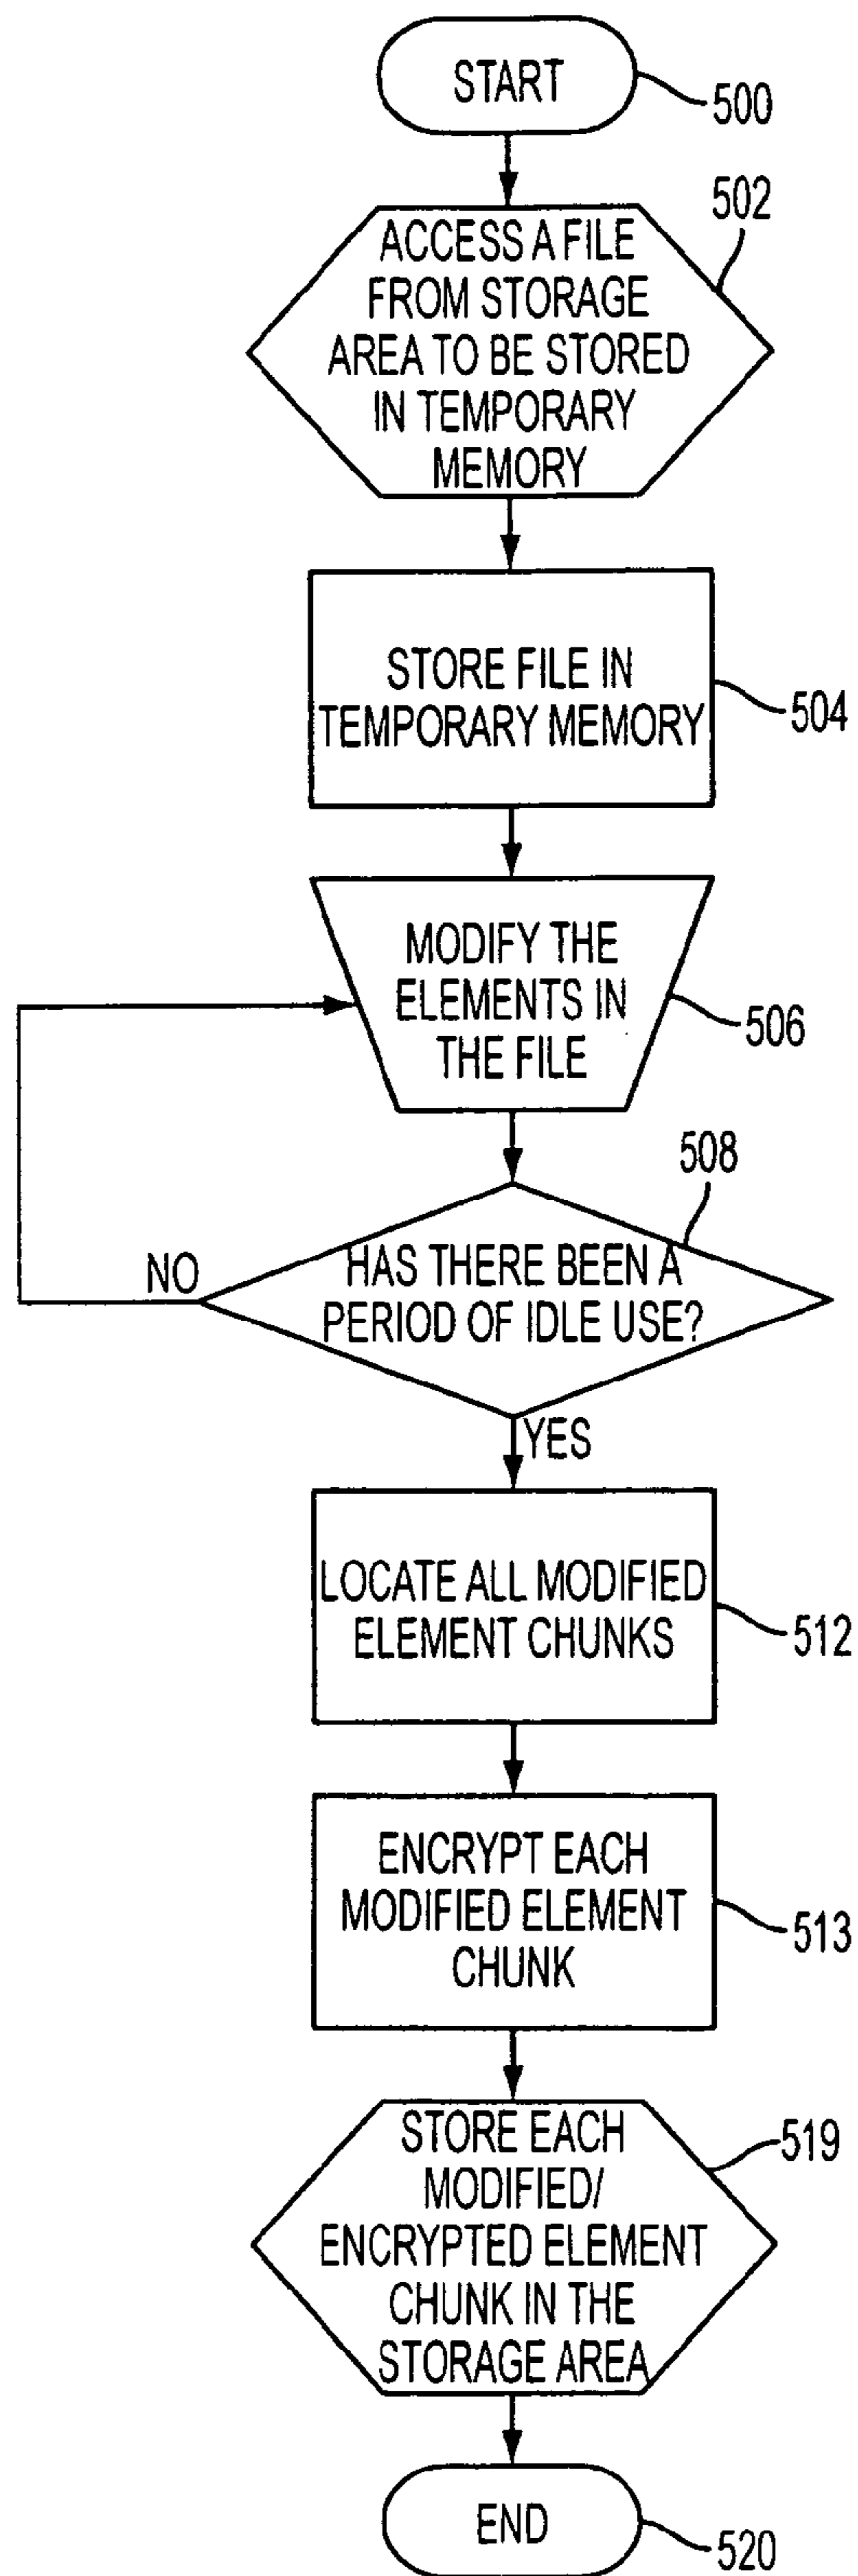 START
500
502
ACCESS A FILE
FROM STORAGE
AREA TO BE STORED
IN TEMPORARY
MEMORY
STORE FILE IN
TEMPORARY MEMORY
504
MODIFY THE
ELEMENTS IN
THE FILE
506
508
NO
HAS THERE BEEN A
PERIOD OF IDLE USE?
YES
LOCATE ALL MODIFIED
ELEMENT CHUNKS
512
ENCRYPT EACH
MODIFIED ELEMENT
CHUNK
513
STORE EACH
MODIFIED/
ENCRYPTED ELEMENT
CHUNK IN THE
STORAGE AREA
519
END
520